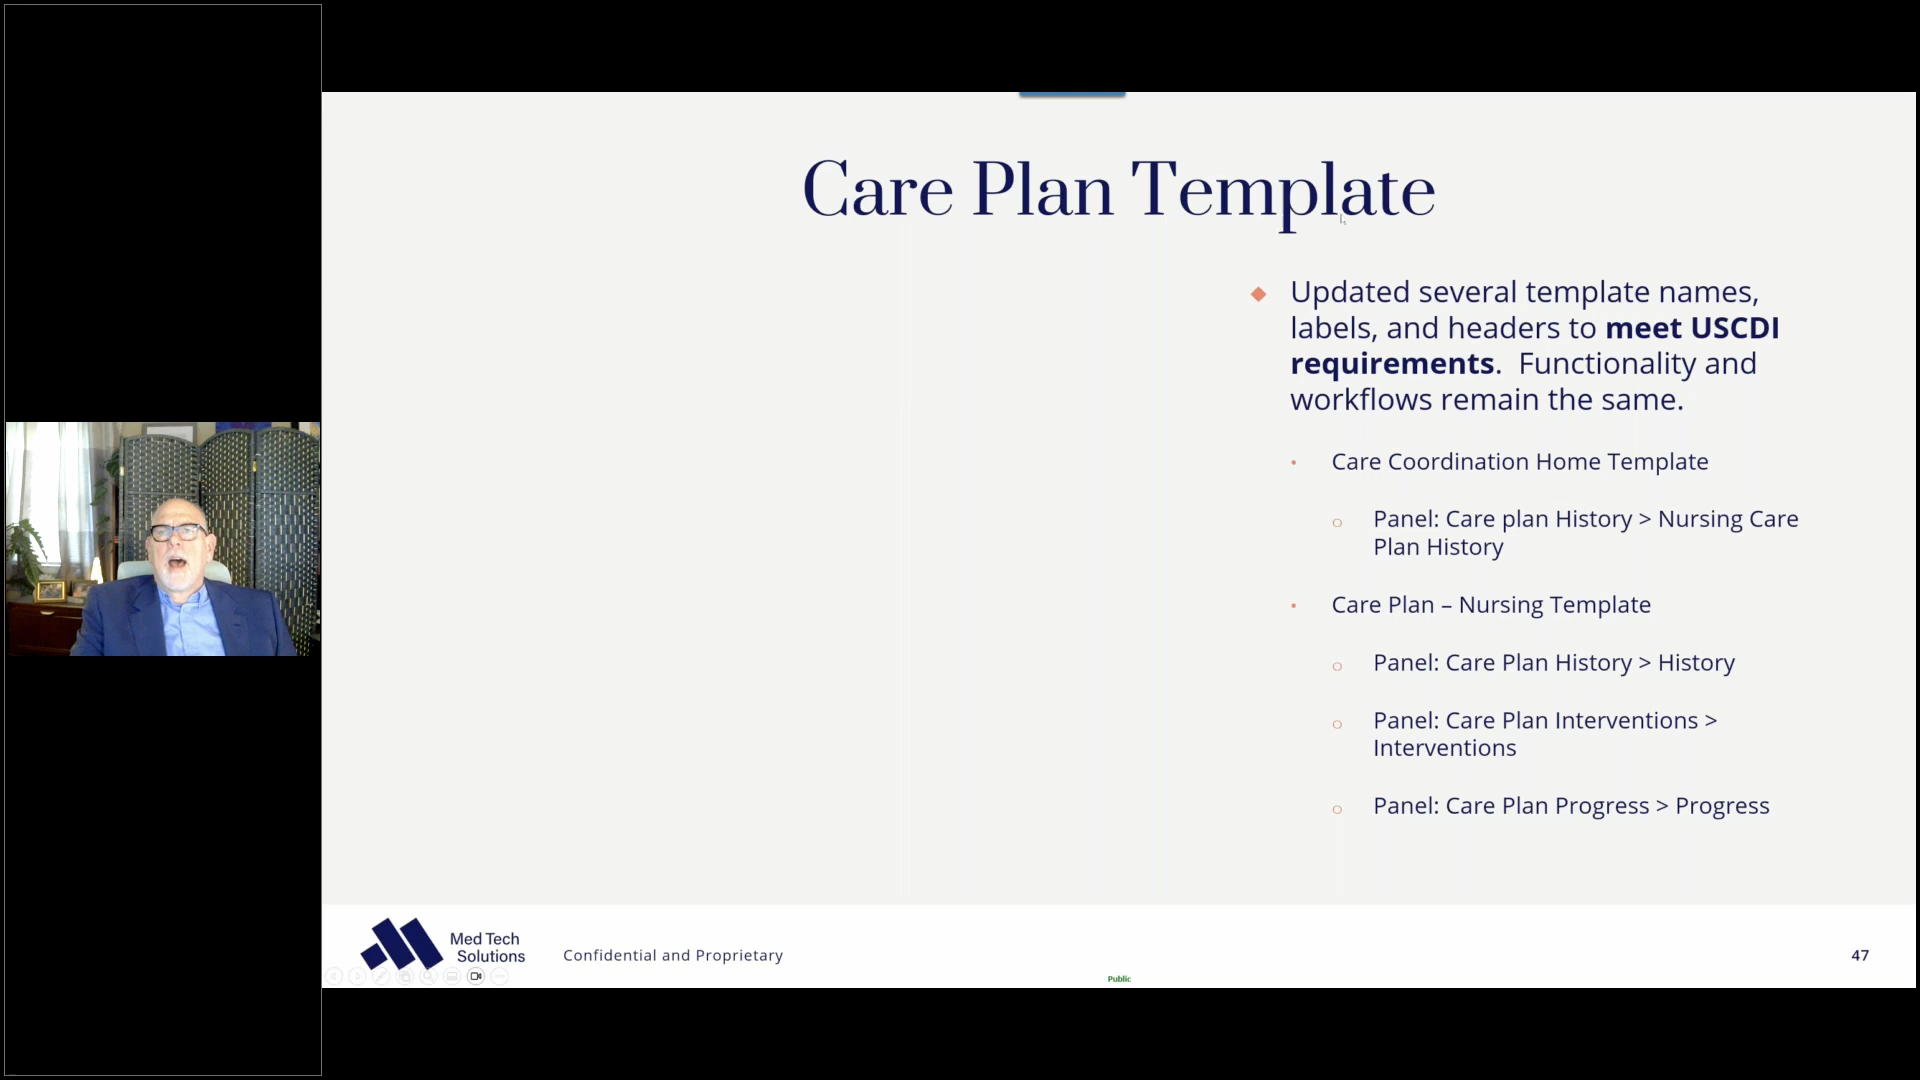 Care Plan Template
Updated several template names,
labels, and headers to meet USCDI
requirements.  Functionality and
workflows remain the same.
Care Coordination Home Template
Panel: Care plan History > Nursing Care
Plan History
Care Plan – Nursing Template
Panel: Care Plan History > History
Panel: Care Plan Interventions >
Interventions
Panel: Care Plan Progress > Progress
Med Tech
Solutions
Confidential and Proprietary
47
Public